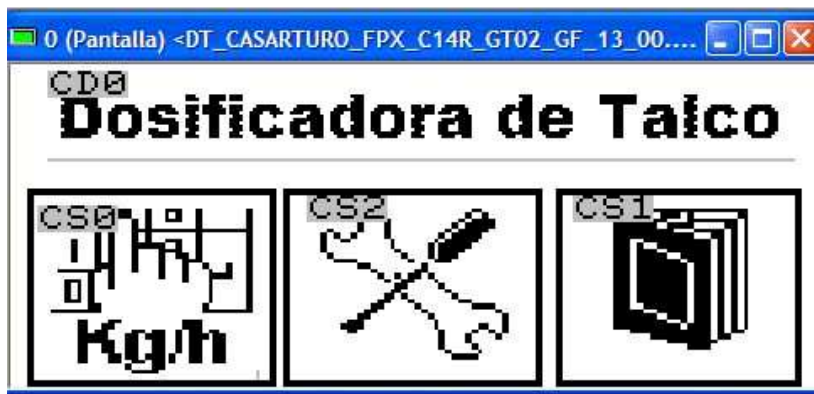 0 (Pantalla) <DT_CASARTURO_FPX_C14R_GT02_GF_13_00....
CD0
Dosificadora de Talco
CS0
CS2
CS1
Kg/h